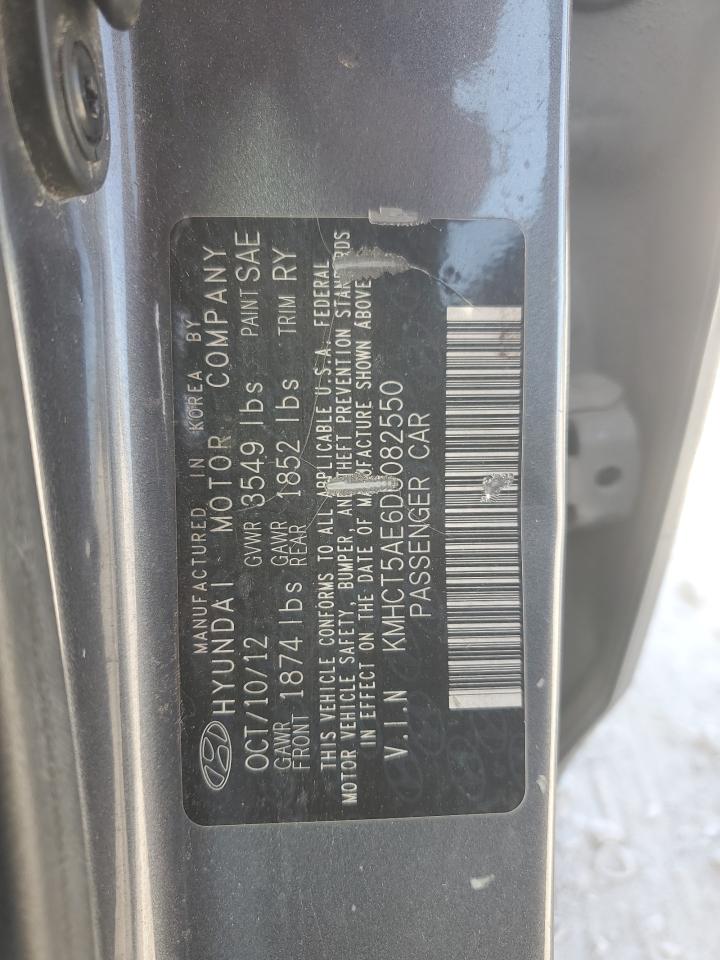 MANUFACTURED IN KOREA BY
HYUNDAI MOTOR COMPANY
OCT/10/12 GVWR 3549 lbs PAINT SAE
GAWR FRONT 1874 lbs GAWR REAR 1852 lbs TRIM RY
THIS VEHICLE CONFORMS TO ALL APPLICABLE U.S.A. FEDERAL
MOTOR VEHICLE SAFETY, BUMPER, AND THEFT PREVENTION STANDARDS
IN EFFECT ON THE DATE OF MANUFACTURE SHOWN ABOVE
V.I.N KMHCT5AE6DU082550
PASSENGER CAR